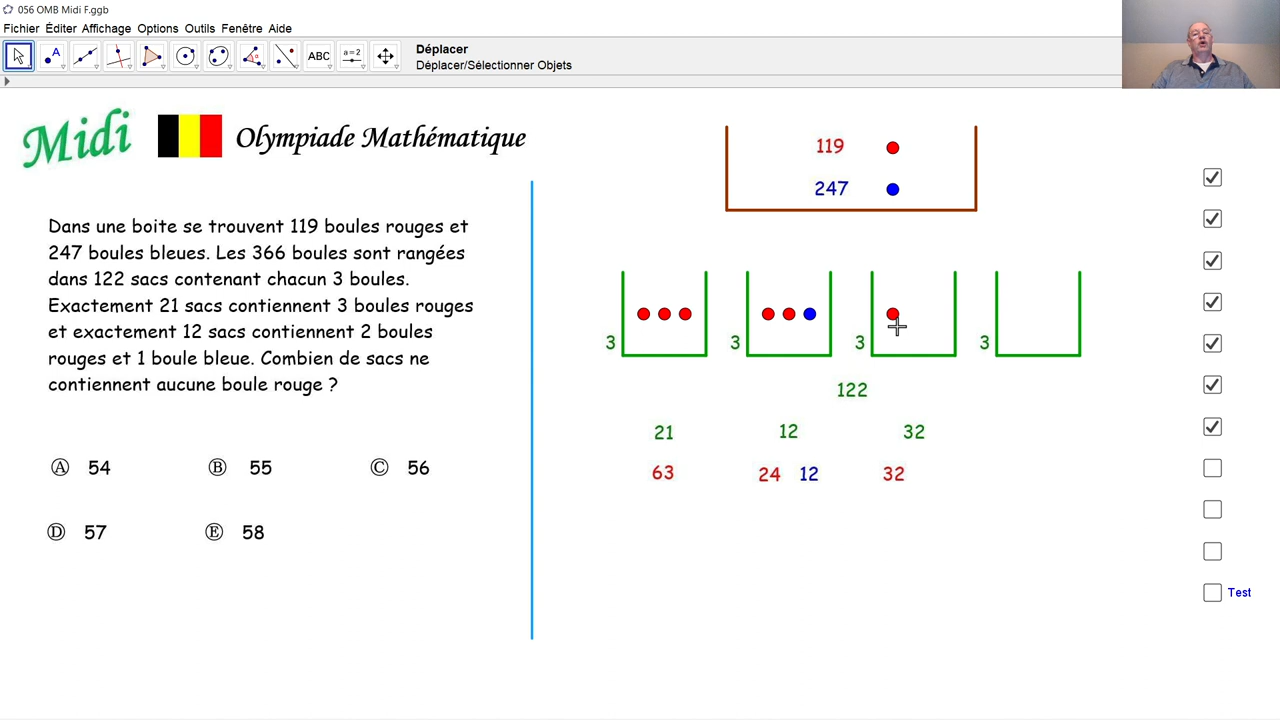 056 OMB Midi F.ggb
Fichier Éditer Affichage Options Outils Fenêtre Aide
A
ABC
a=2
Déplacer
Déplacer/Sélectionner Objets
Midi
Olympiade Mathématique
Dans une boite se trouvent 119 boules rouges et
247 boules bleues. Les 366 boules sont rangées
dans 122 sacs contenant chacun 3 boules.
Exactement 21 sacs contiennent 3 boules rouges
et exactement 12 sacs contiennent 2 boules
rouges et 1 boule bleue. Combien de sacs ne
contiennent aucune boule rouge ?
A 54 B 55 C 56
D 57 E 58
119
247
3 3 3 3
122
21 12 32
63 24 12 32
Test